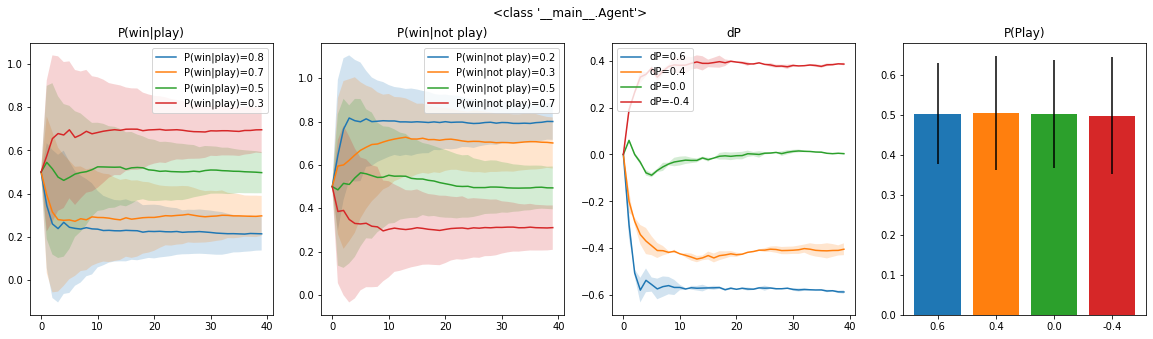 <class '__main__.Agent'>
P(win|play)
P(win|play)=0.8
P(win|play)=0.7
P(win|play)=0.5
P(win|play)=0.3
1.0
0.8
0.6
0.4
0.2
0.0
0
10
20
30
40
P(win|not play)
P(win|not play)=0.2
P(win|not play)=0.3
P(win|not play)=0.5
P(win|not play)=0.7
1.0
0.8
0.6
0.4
0.2
0.0
0
10
20
30
40
dP
dP=0.6
dP=0.4
dP=0.0
dP=-0.4
0.4
0.2
0.0
−0.2
−0.4
−0.6
0
10
20
30
40
P(Play)
0.6
0.5
0.4
0.3
0.2
0.1
0.0
0.6
0.4
0.0
-0.4